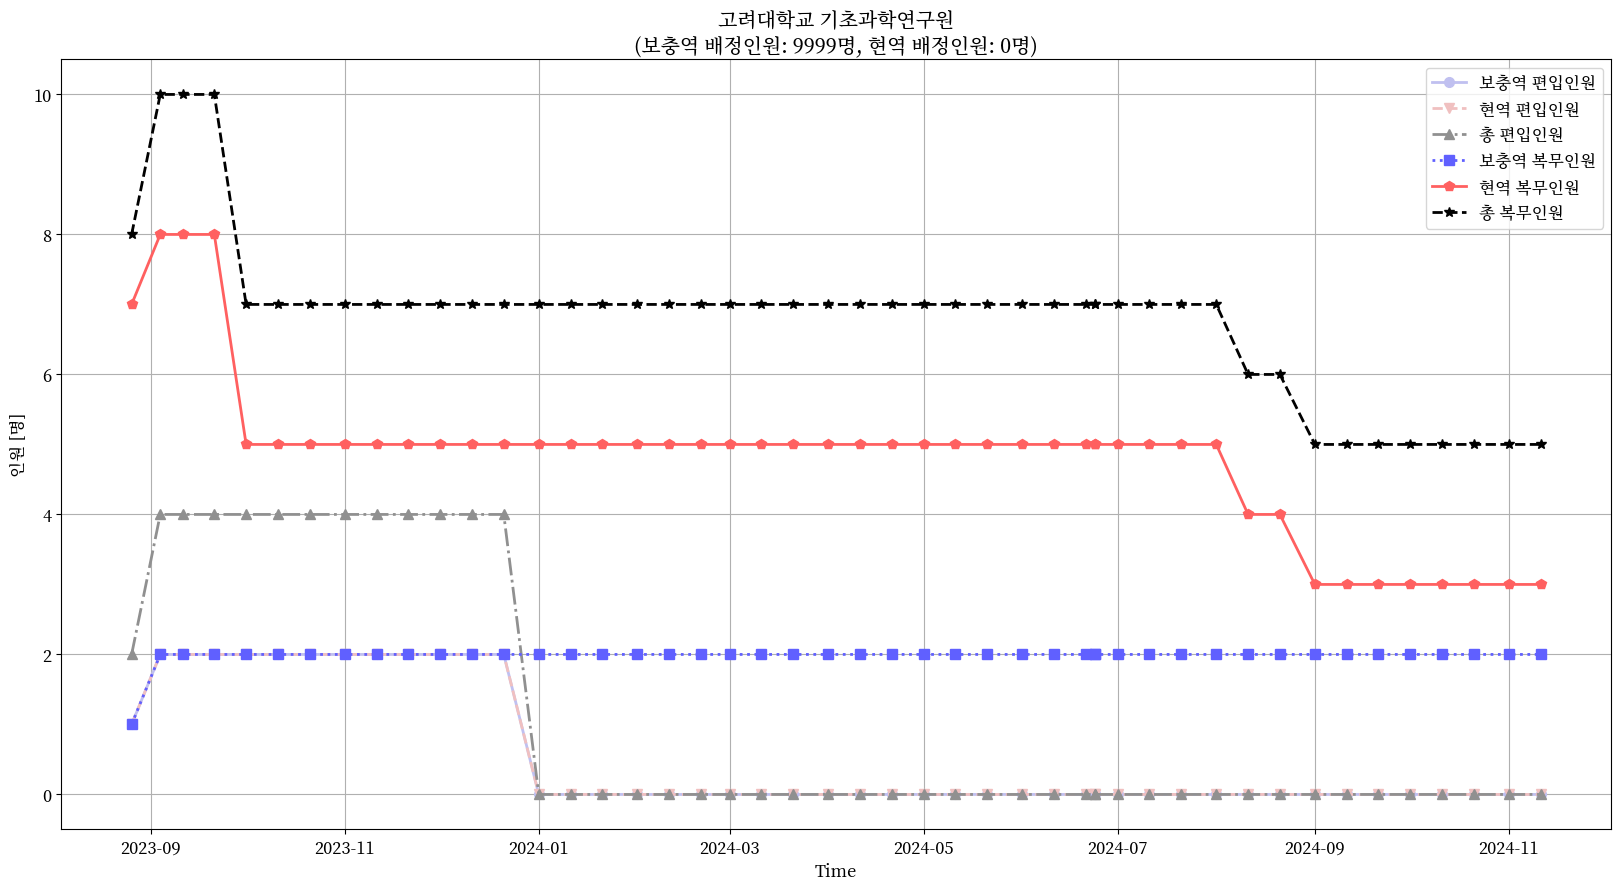 고려대학교 기초과학연구원
(보충역 배정인원: 9999명, 현역 배정인원: 0명)
보충역 편입인원
현역 편입인원
총 편입인원
보충역 복무인원
현역 복무인원
총 복무인원
인원 [명]
10
8
6
4
2
0
2023-09
2023-11
2024-01
2024-03
2024-05
2024-07
2024-09
2024-11
Time